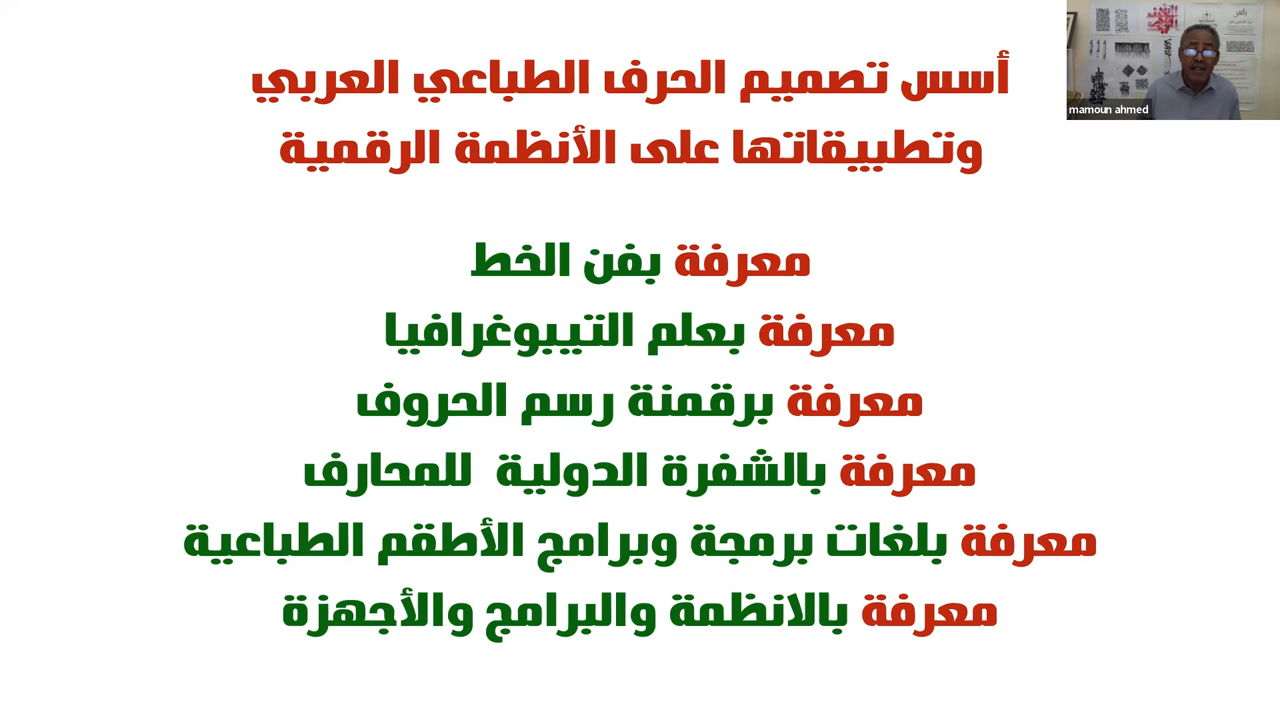 أسس تصميم الحرف الطباعي العربي
وتطبيقاتها على الأنظمة الرقمية
معرفة بفن الخط
معرفة بعلم التيبوغرافيا
معرفة برقمنة رسم الحروف
معرفة بالشفرة الدولية للمحارف
معرفة بلغات برمجة وبرامج الأطقم الطباعية
معرفة بالانظمة والبرامج والأجهزة
mamoun ahmed